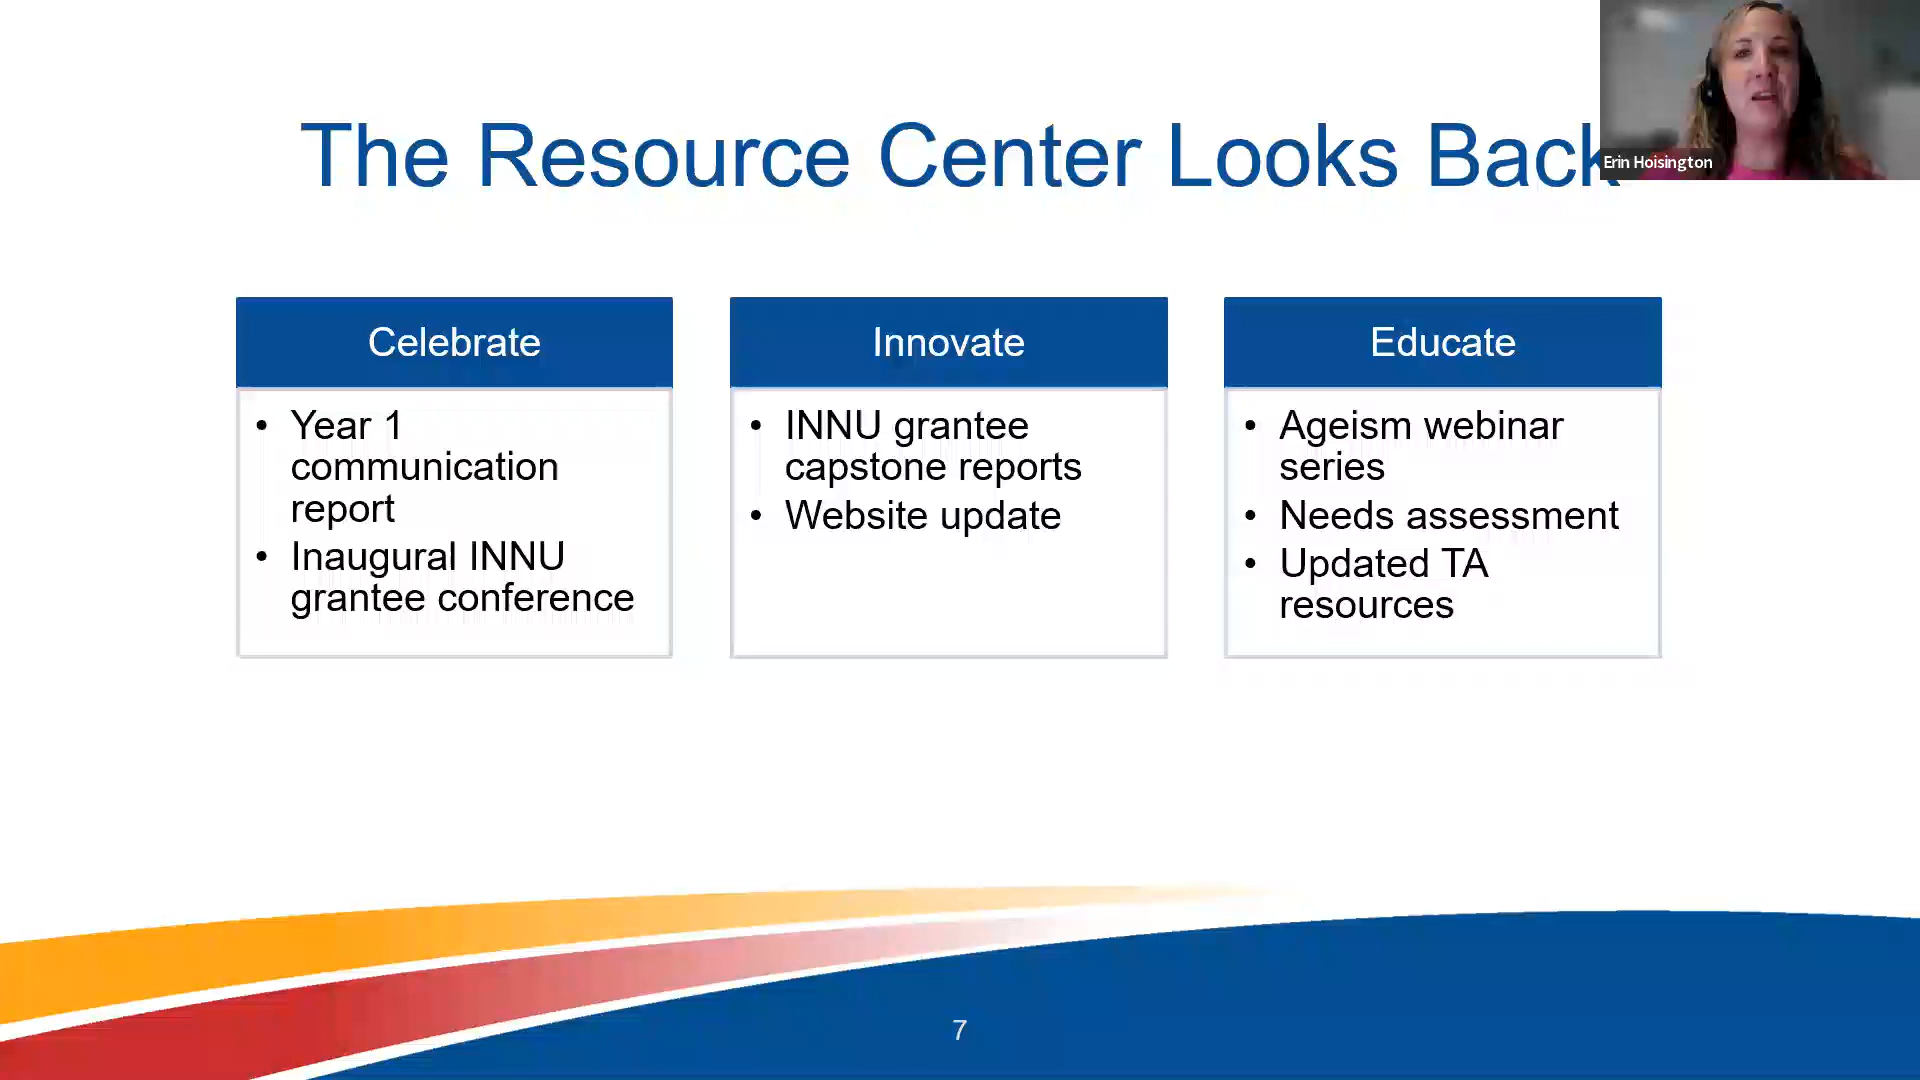 The Resource Center Looks Back
Erin Hoisington
Celebrate
• Year 1
communication
report
• Inaugural INNU
grantee conference
Innovate
• INNU grantee
capstone reports
• Website update
Educate
• Ageism webinar
series
• Needs assessment
• Updated TA
resources
7